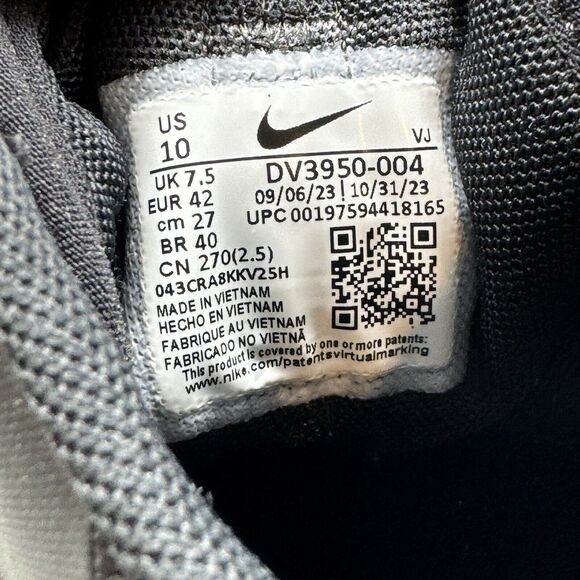 US
10
VJ
UK 7.5
DV3950-004
EUR 42
09/06/23 | 10/31/23
cm 27
UPC 00197594418165
BR 40
CN 270(2.5)
043CRA8KKV25H
MADE IN VIETNAM
HECHO EN VIETNAM
FABRIQUE AU VIETNAM
FABRICADO NO VIETNÃ
This product is covered by one or more patents:
www.nike.com/patentsvirtualmarking